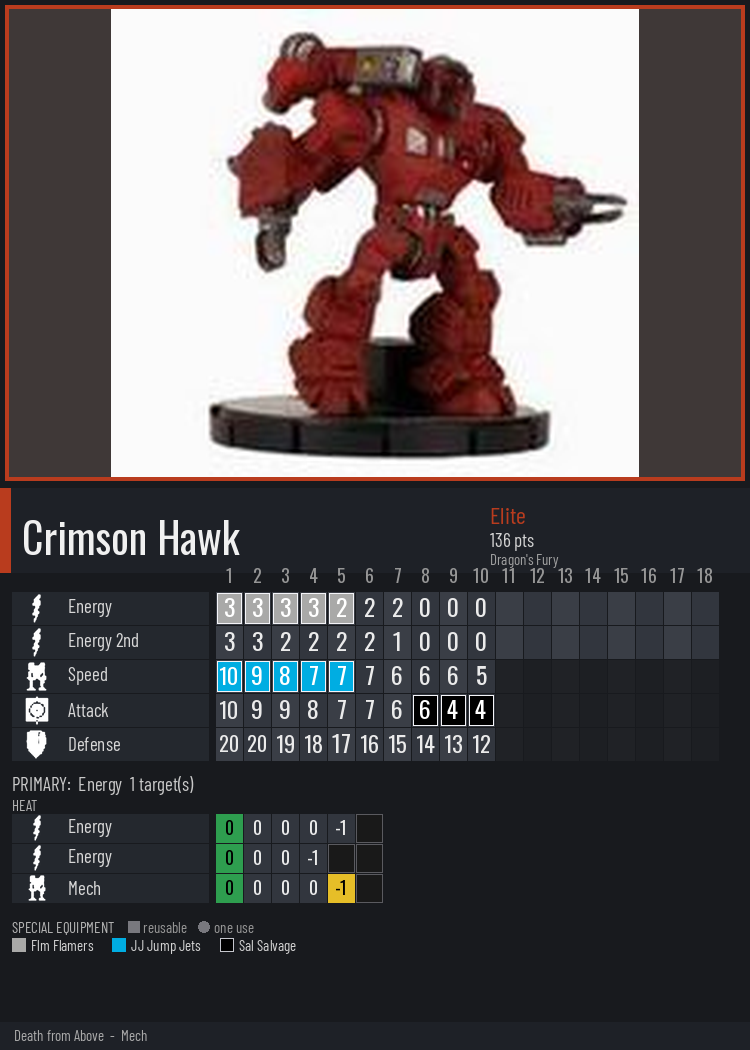 Crimson Hawk
Elite
136 pts
Dragon's Fury
1 2 3 4 5 6 7 8 9 10 11 12 13 14 15 16 17 18
Energy 3 3 3 3 2 2 2 0 0 0
Energy 2nd 3 3 2 2 2 2 1 0 0 0
Speed 10 9 8 7 7 7 6 6 6 5
Attack 10 9 9 8 7 7 6 6 4 4
Defense 20 20 19 18 17 16 15 14 13 12
PRIMARY: Energy 1 target(s)
HEAT
Energy 0 0 0 0 -1
Energy 0 0 0 -1
Mech 0 0 0 0 -1
SPECIAL EQUIPMENT reusable one use
Flm Flamers JJ Jump Jets Sal Salvage
Death from Above - Mech